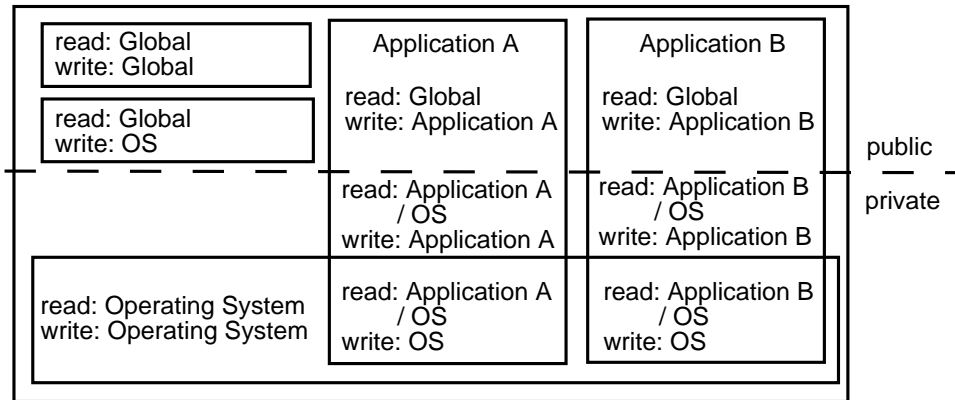 read: Global
write: Global
read: Global
write: OS
Application A
read: Global
write: Application A
Application B
read: Global
write: Application B
public
private
read: Application A
/ OS
write: Application A
read: Application B
/ OS
write: Application B
read: Operating System
write: Operating System
read: Application A
/ OS
write: OS
read: Application B
/ OS
write: OS